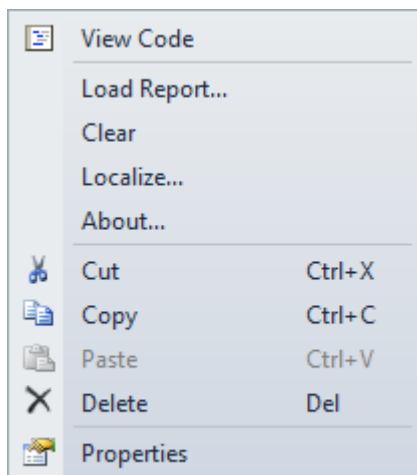 View Code
Load Report...
Clear
Localize...
About...
Cut Ctrl+X
Copy Ctrl+C
Paste Ctrl+V
Delete Del
Properties